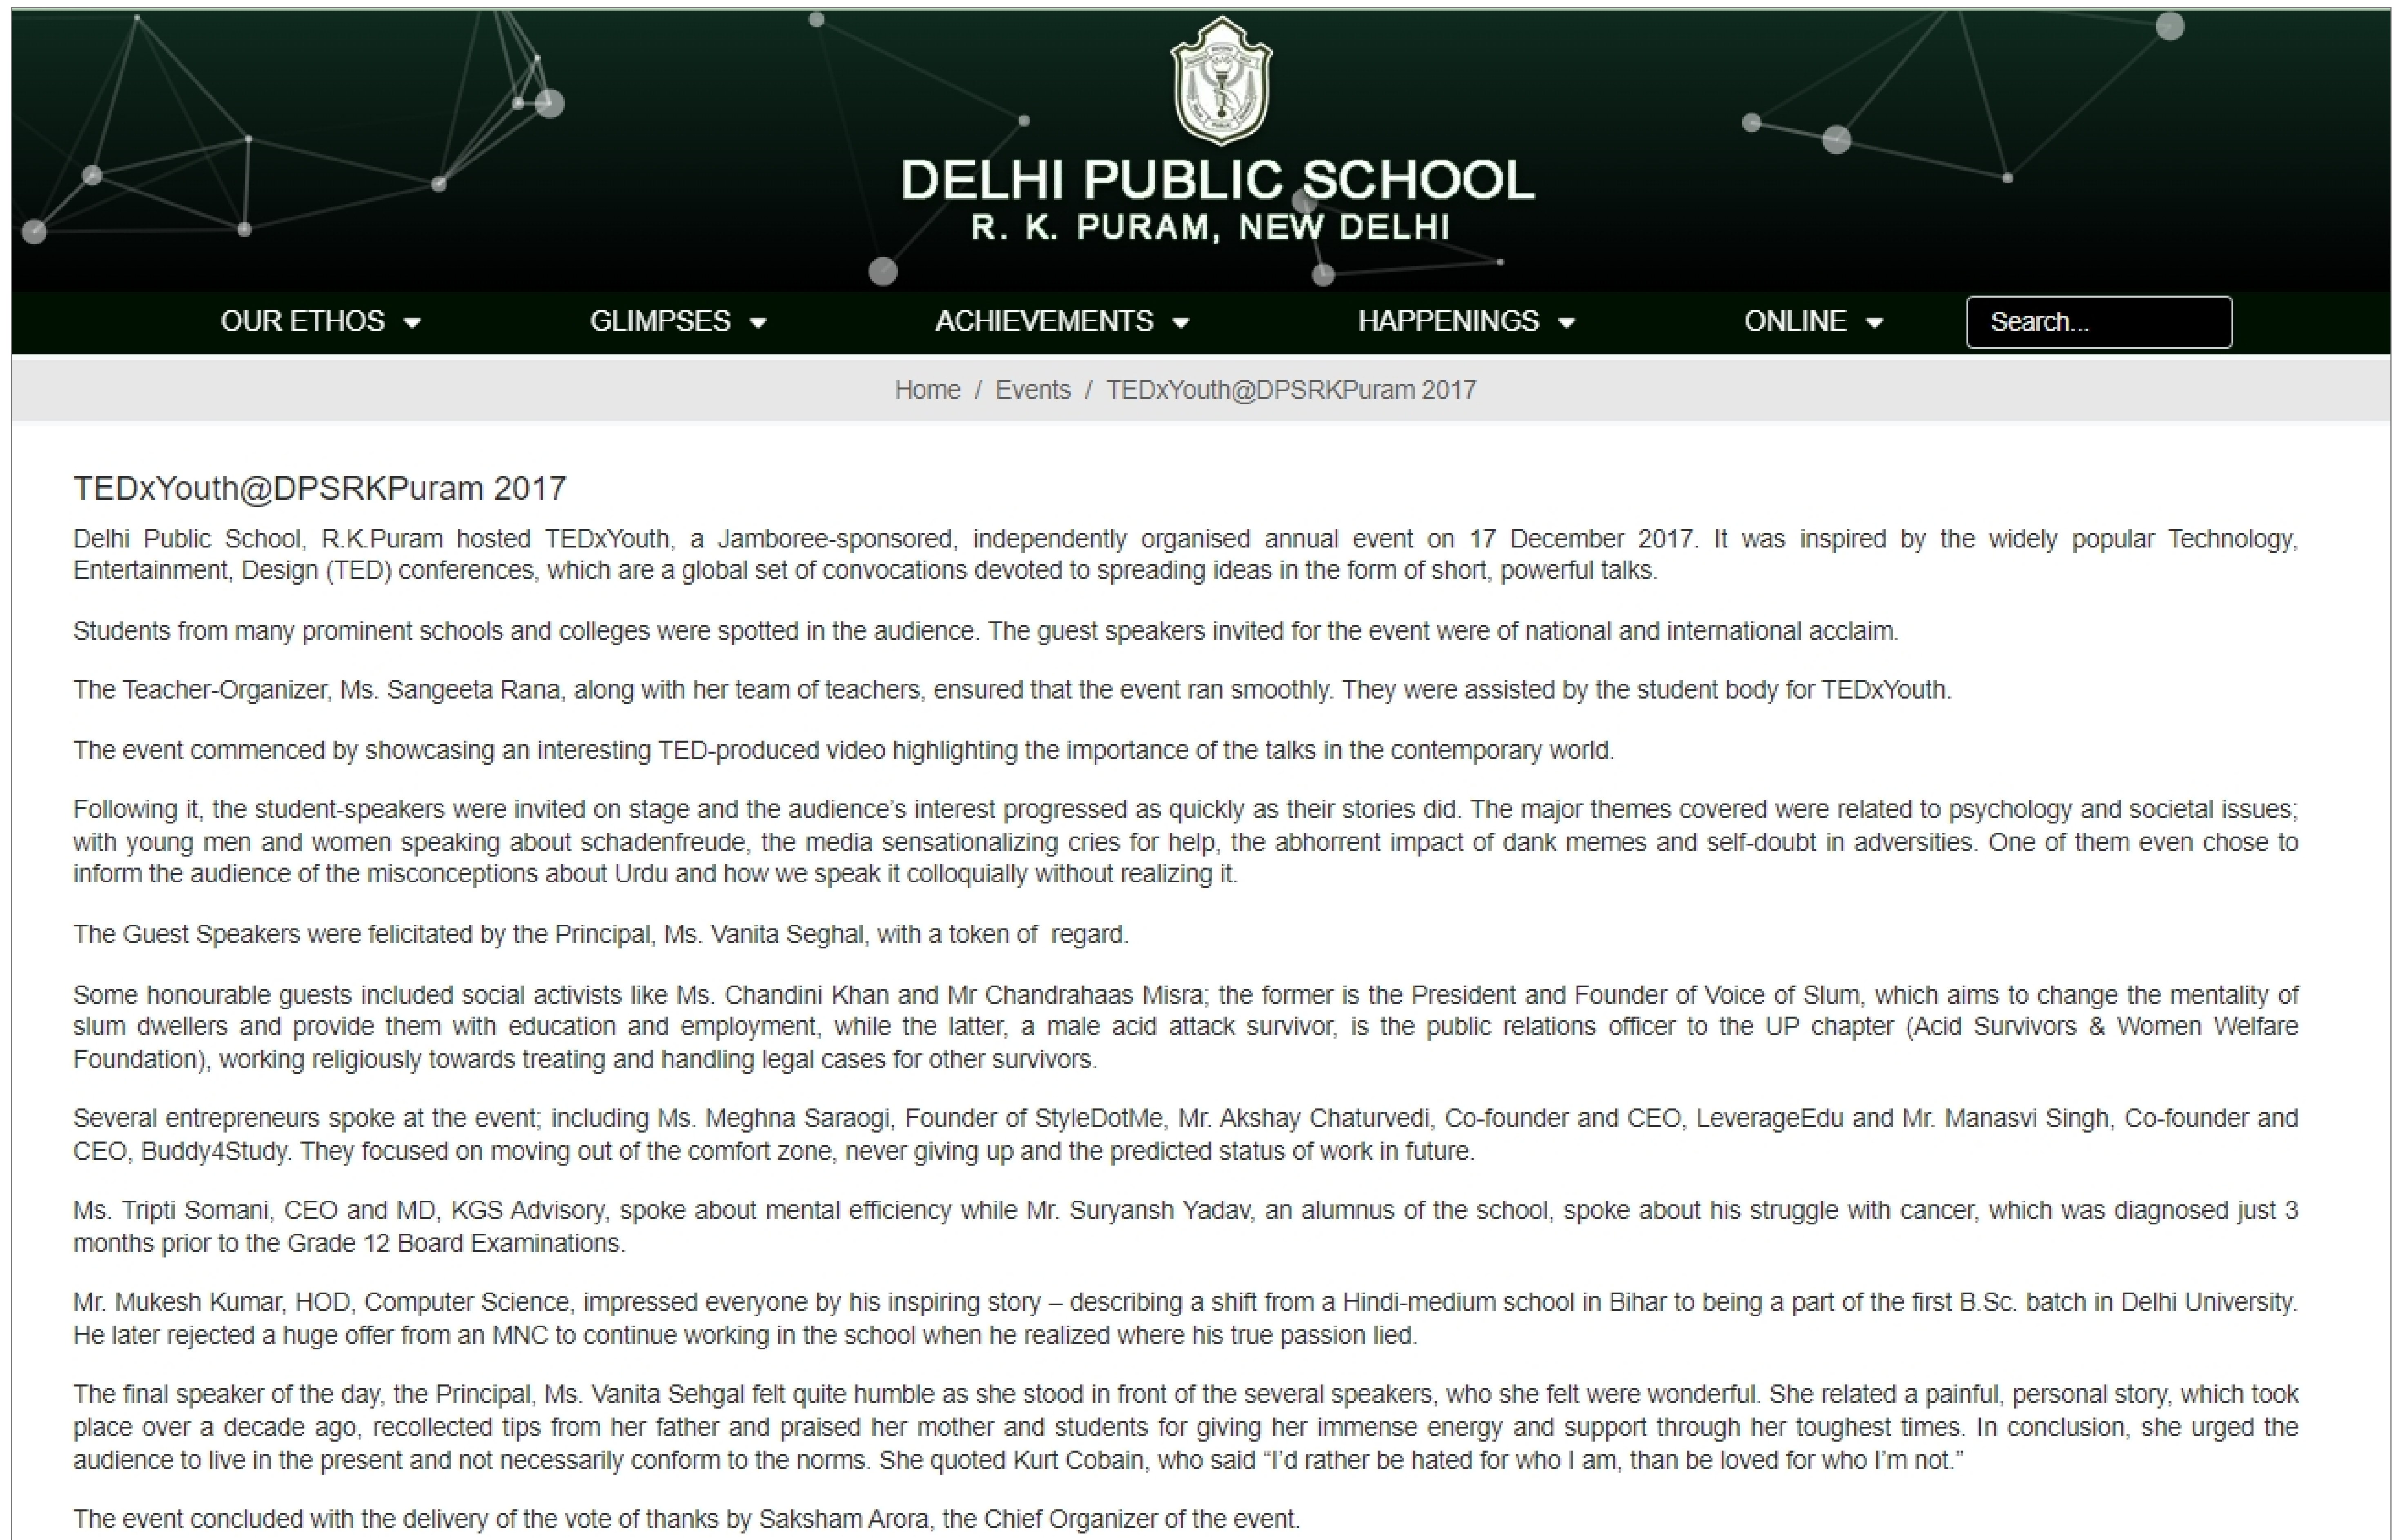 DELHI PUBLIC SCHOOL
R. K. PURAM, NEW DELHI
OUR ETHOS GLIMPSES ACHIEVEMENTS HAPPENINGS ONLINE Search...
Home / Events / TEDxYouth@DPSRKPuram 2017
TEDxYouth@DPSRKPuram 2017
Delhi Public School, R.K.Puram hosted TEDxYouth, a Jamboree-sponsored, independently organised annual event on 17 December 2017. It was inspired by the widely popular Technology,
Entertainment, Design (TED) conferences, which are a global set of convocations devoted to spreading ideas in the form of short, powerful talks.
Students from many prominent schools and colleges were spotted in the audience. The guest speakers invited for the event were of national and international acclaim.
The Teacher-Organizer, Ms. Sangeeta Rana, along with her team of teachers, ensured that the event ran smoothly. They were assisted by the student body for TEDxYouth.
The event commenced by showcasing an interesting TED-produced video highlighting the importance of the talks in the contemporary world.
Following it, the student-speakers were invited on stage and the audience’s interest progressed as quickly as their stories did. The major themes covered were related to psychology and societal issues;
with young men and women speaking about schadenfreude, the media sensationalizing cries for help, the abhorrent impact of dank memes and self-doubt in adversities. One of them even chose to
inform the audience of the misconceptions about Urdu and how we speak it colloquially without realizing it.
The Guest Speakers were felicitated by the Principal, Ms. Vanita Seghal, with a token of  regard.
Some honourable guests included social activists like Ms. Chandini Khan and Mr Chandrahaas Misra; the former is the President and Founder of Voice of Slum, which aims to change the mentality of
slum dwellers and provide them with education and employment, while the latter, a male acid attack survivor, is the public relations officer to the UP chapter (Acid Survivors & Women Welfare
Foundation), working religiously towards treating and handling legal cases for other survivors.
Several entrepreneurs spoke at the event; including Ms. Meghna Saraogi, Founder of StyleDotMe, Mr. Akshay Chaturvedi, Co-founder and CEO, LeverageEdu and Mr. Manasvi Singh, Co-founder and
CEO, Buddy4Study. They focused on moving out of the comfort zone, never giving up and the predicted status of work in future.
Ms. Tripti Somani, CEO and MD, KGS Advisory, spoke about mental efficiency while Mr. Suryansh Yadav, an alumnus of the school, spoke about his struggle with cancer, which was diagnosed just 3
months prior to the Grade 12 Board Examinations.
Mr. Mukesh Kumar, HOD, Computer Science, impressed everyone by his inspiring story – describing a shift from a Hindi-medium school in Bihar to being a part of the first B.Sc. batch in Delhi University.
He later rejected a huge offer from an MNC to continue working in the school when he realized where his true passion lied.
The final speaker of the day, the Principal, Ms. Vanita Sehgal felt quite humble as she stood in front of the several speakers, who she felt were wonderful. She related a painful, personal story, which took
place over a decade ago, recollected tips from her father and praised her mother and students for giving her immense energy and support through her toughest times. In conclusion, she urged the
audience to live in the present and not necessarily conform to the norms. She quoted Kurt Cobain, who said “I’d rather be hated for who I am, than be loved for who I’m not.”
The event concluded with the delivery of the vote of thanks by Saksham Arora, the Chief Organizer of the event.